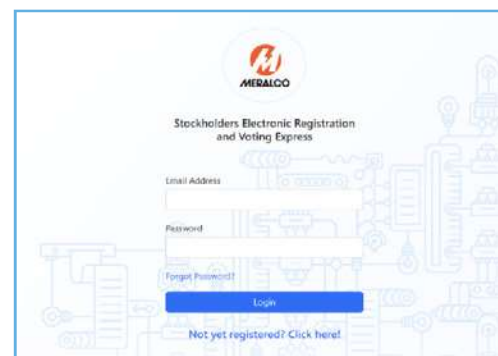 MERALCO
Stockholders Electronic Registration
and Voting Express
Email Address
Password
Forgot Password?
Login
Not yet registered? Click here!